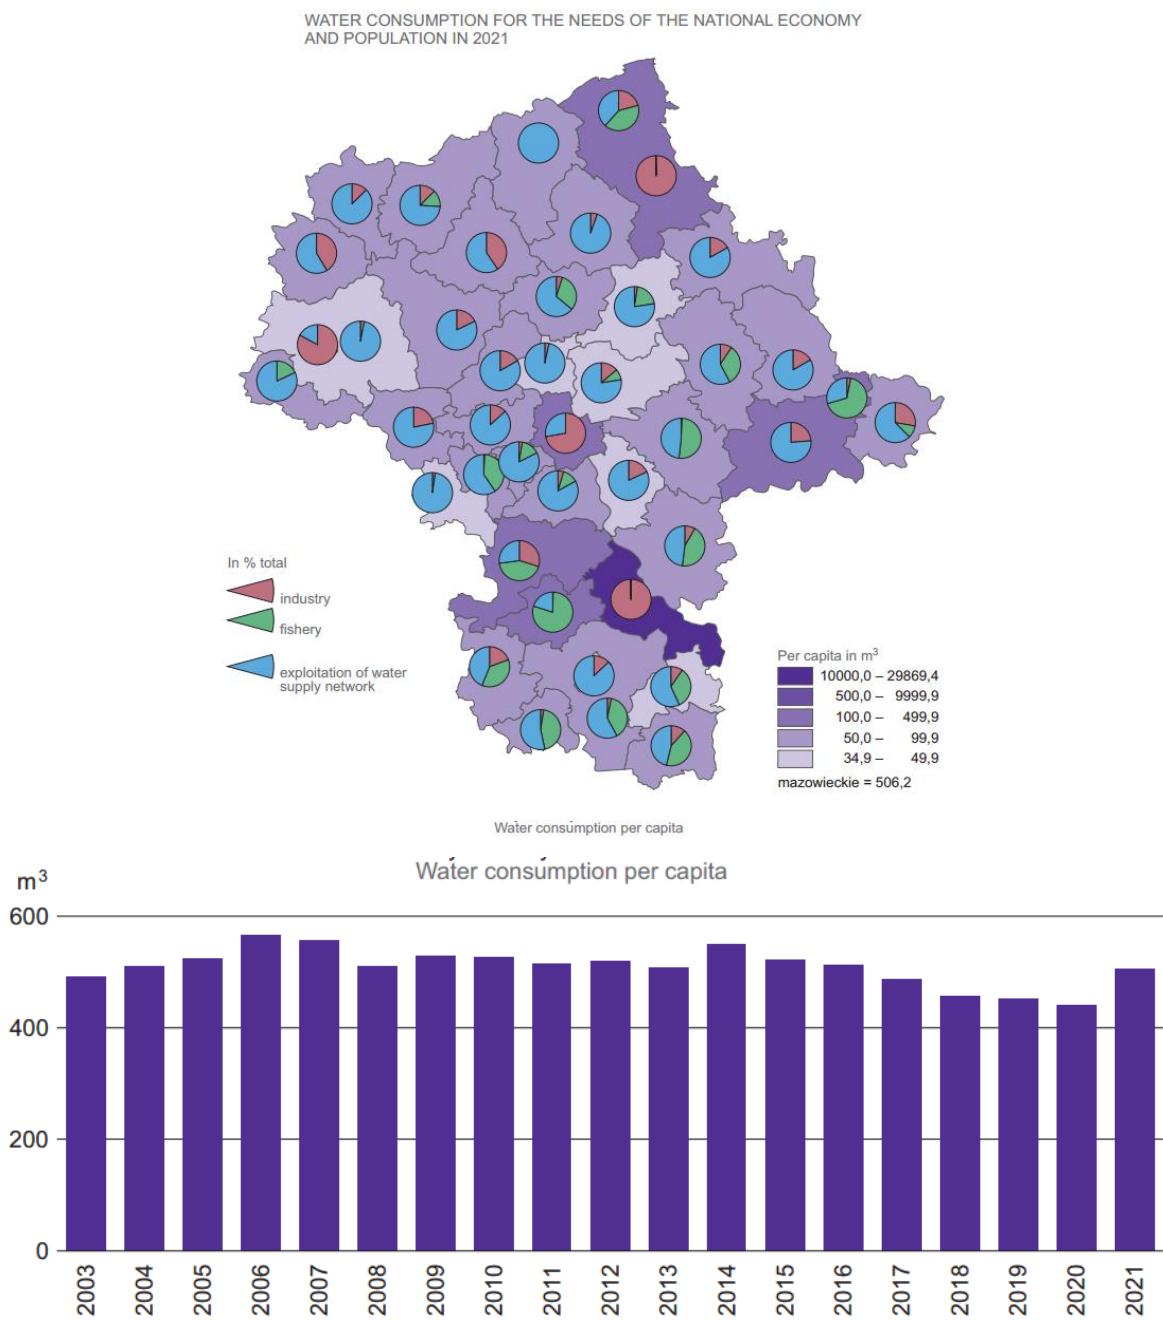 WATER CONSUMPTION FOR THE NEEDS OF THE NATIONAL ECONOMY
AND POPULATION IN 2021
In % total
industry
fishery
exploitation of water
supply network
Per capita in m³
10000,0 – 29869,4
500,0 – 9999,9
100,0 – 499,9
50,0 – 99,9
34,9 – 49,9
mazowieckie = 506,2
Water consumption per capita
Water consumption per capita
m³
600
400
200
0
2003 2004 2005 2006 2007 2008 2009 2010 2011 2012 2013 2014 2015 2016 2017 2018 2019 2020 2021